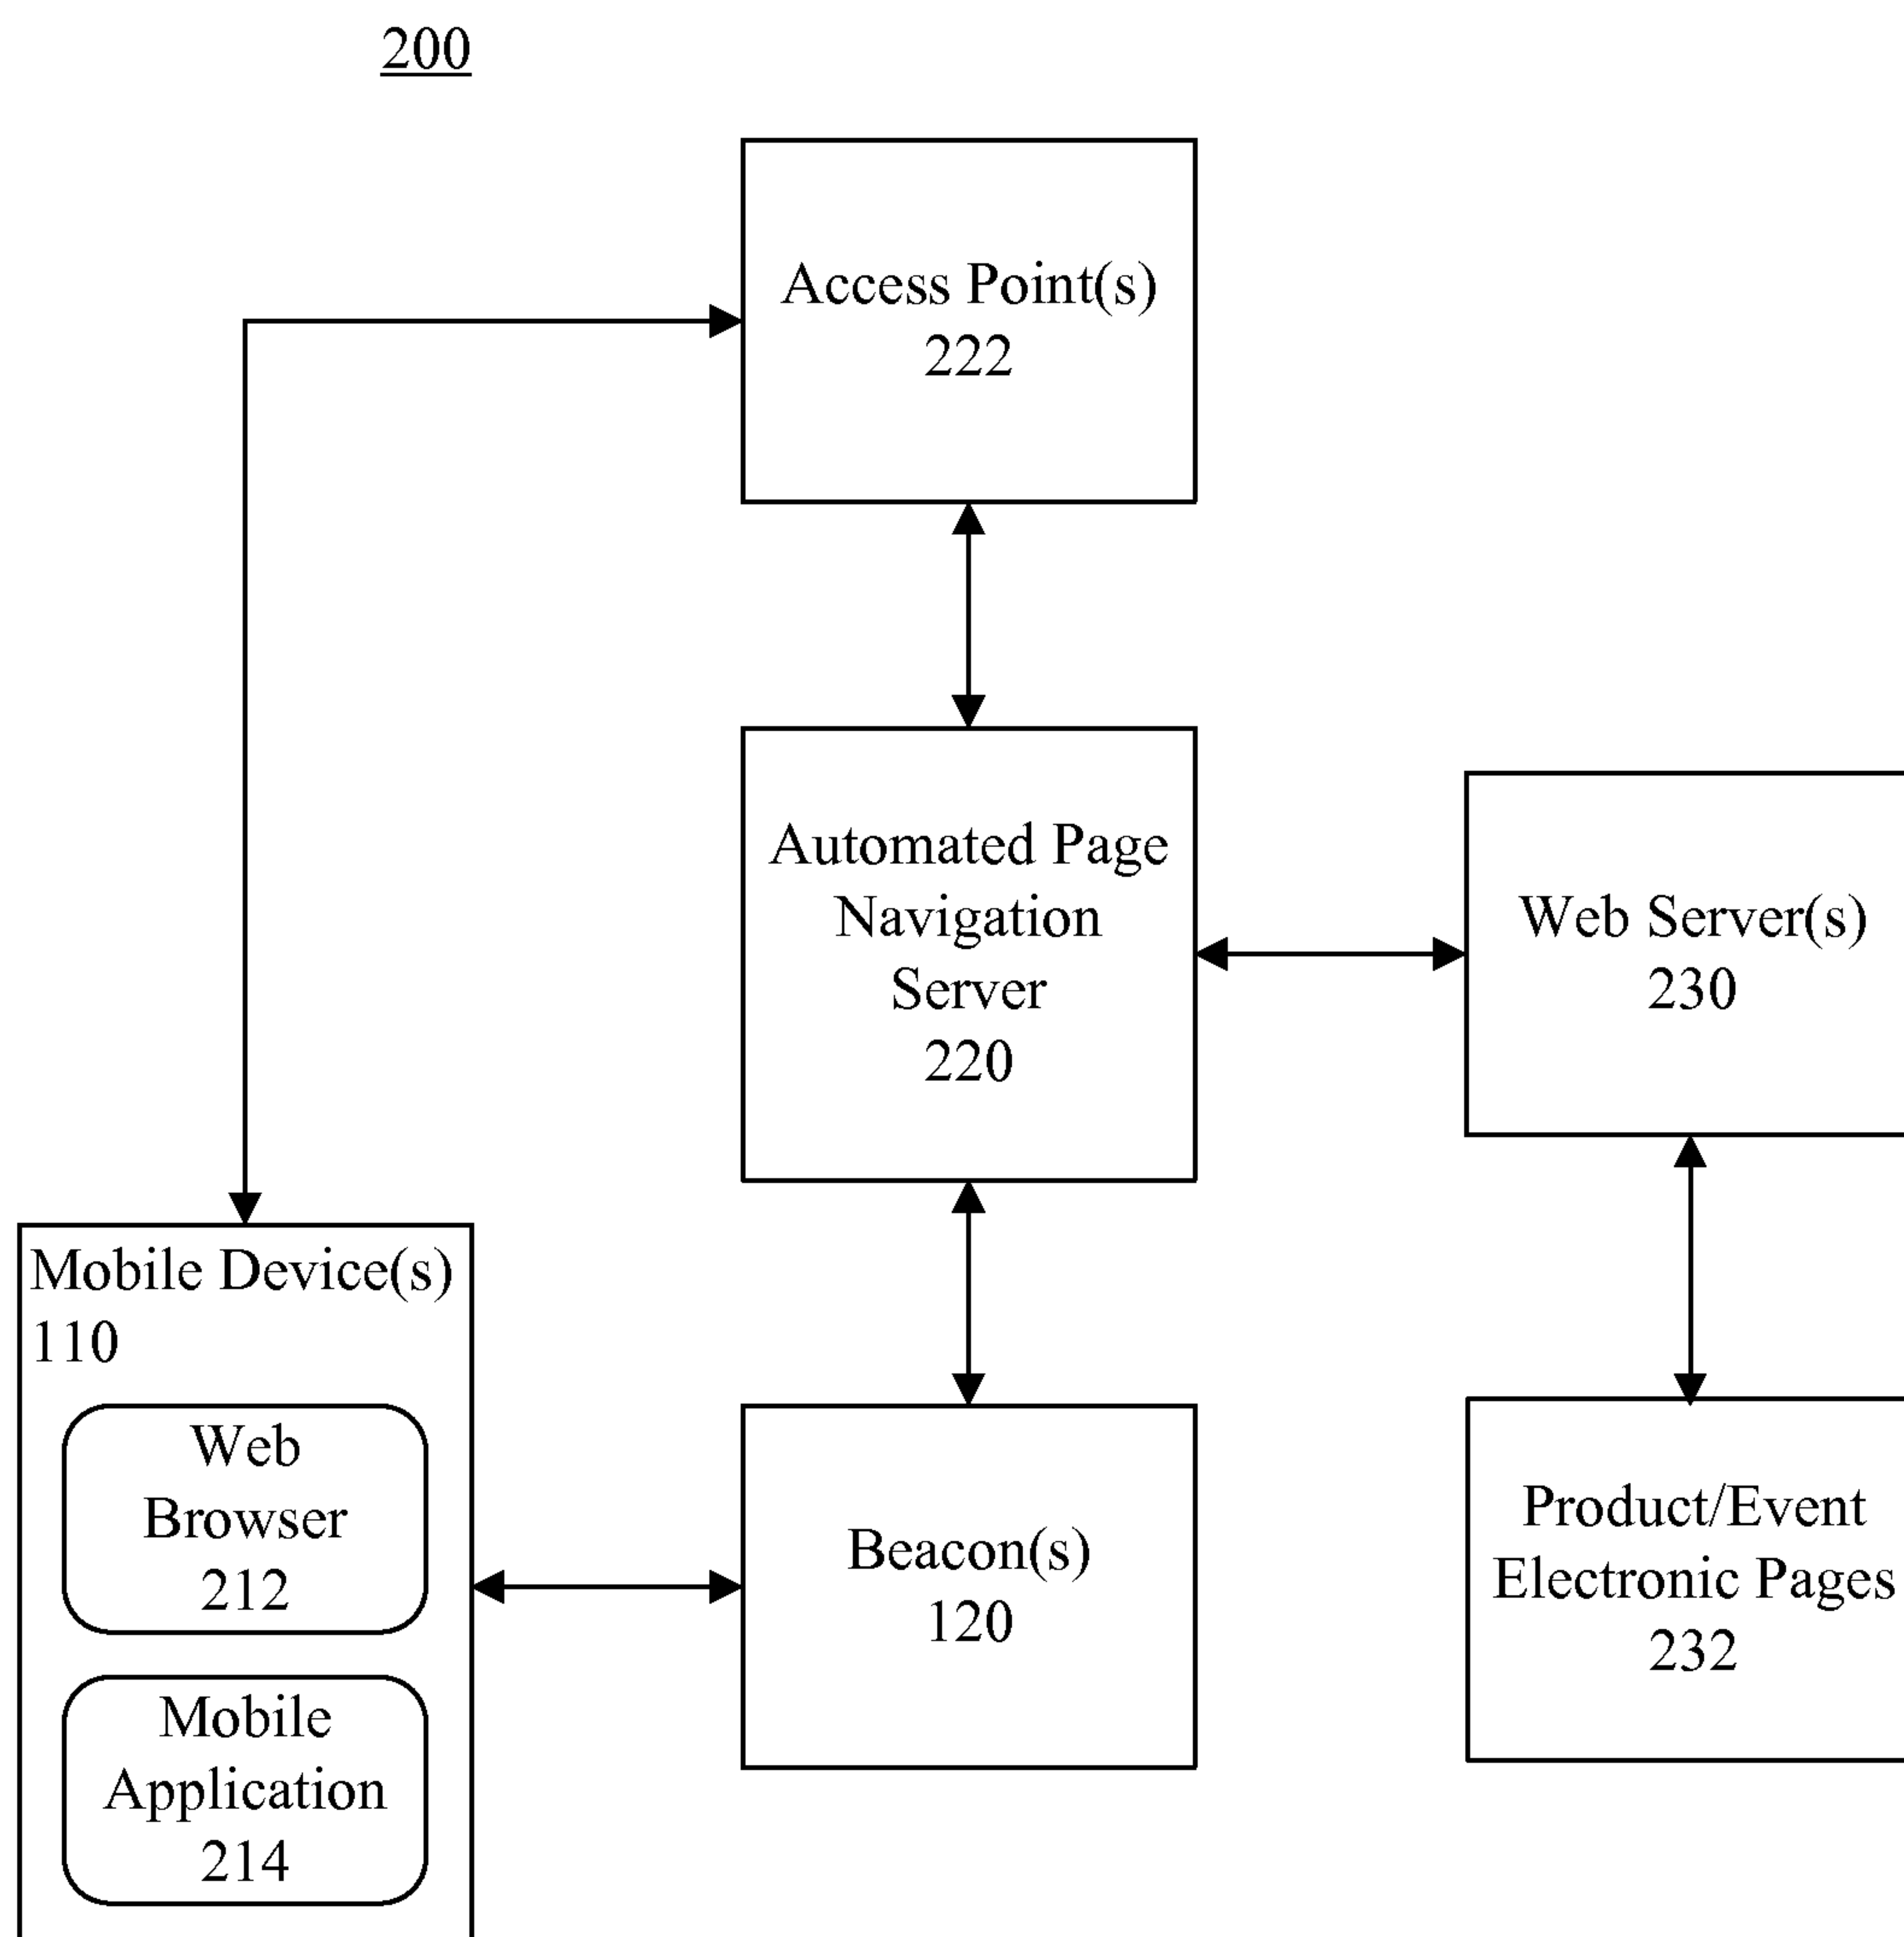 200
Access Point(s)
222
Automated Page
Navigation
Server
220
Web Server(s)
230
Mobile Device(s)
110
Web
Browser
212
Mobile
Application
214
Beacon(s)
120
Product/Event
Electronic Pages
232